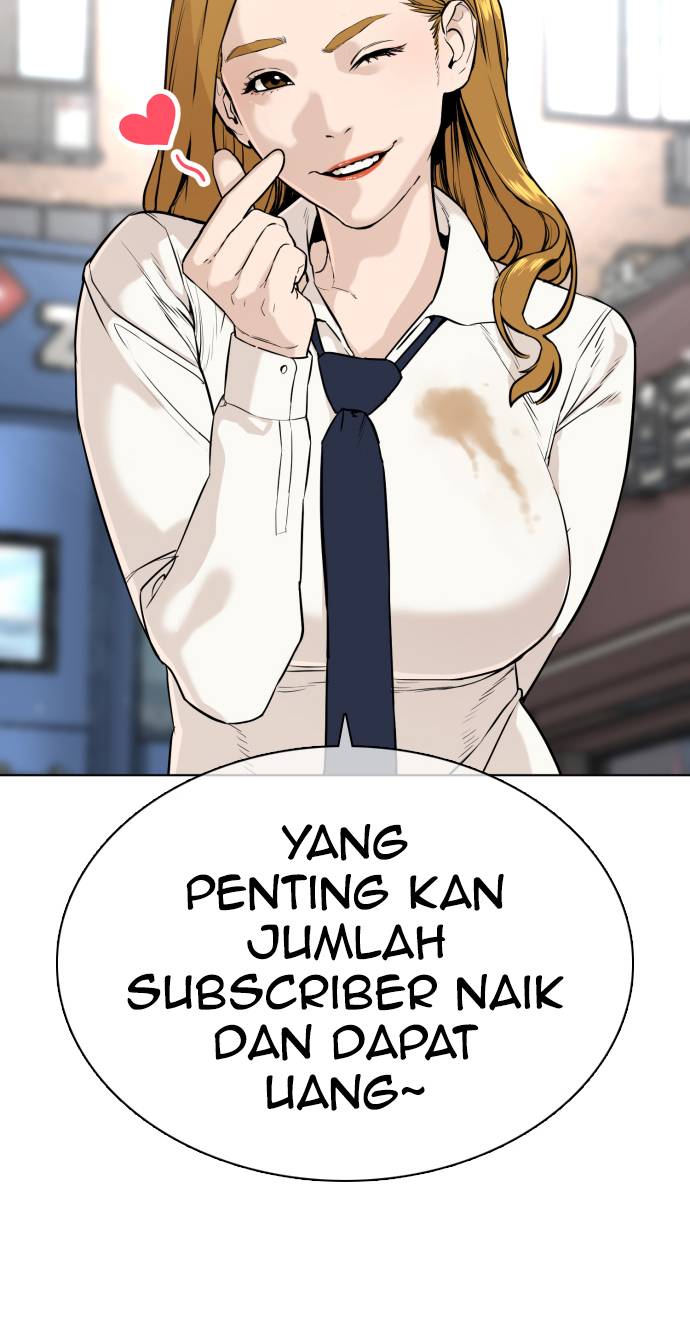 YANG
PENTING KAN
JUMLAH
SUBSCRIBER NAIK
DAN DAPAT
UANG~